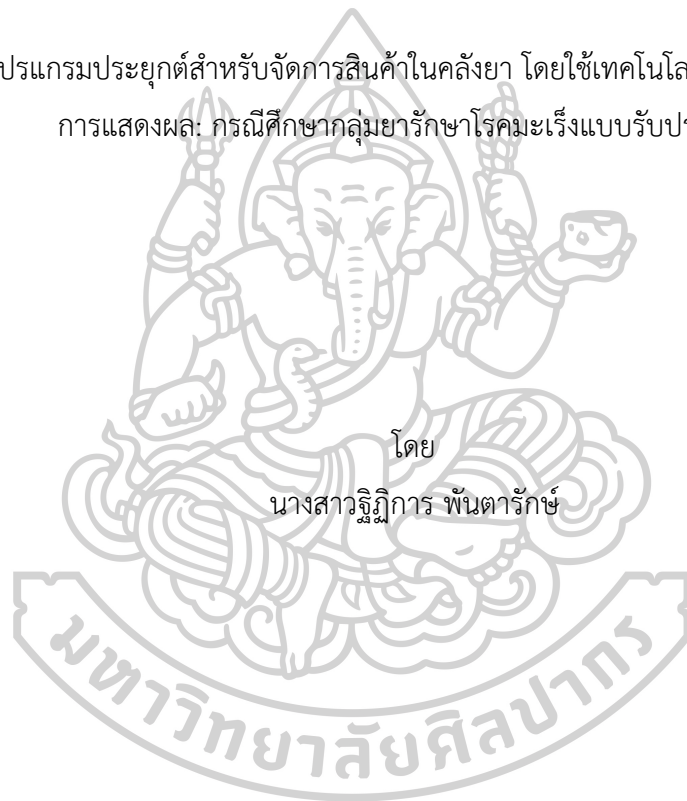 ปรแกรมประยุกต์สำหรับจัดการสินค้าในคลังยา โดยใช้เทคโนโล
การแสดงผล: กรณีศึกษากลุ่มยารักษาโรคมะเร็งแบบรับปร
โดย
นางสาวฐิฏิการ พันตารักษ์
มหาวิทยาลัยศิลปากร